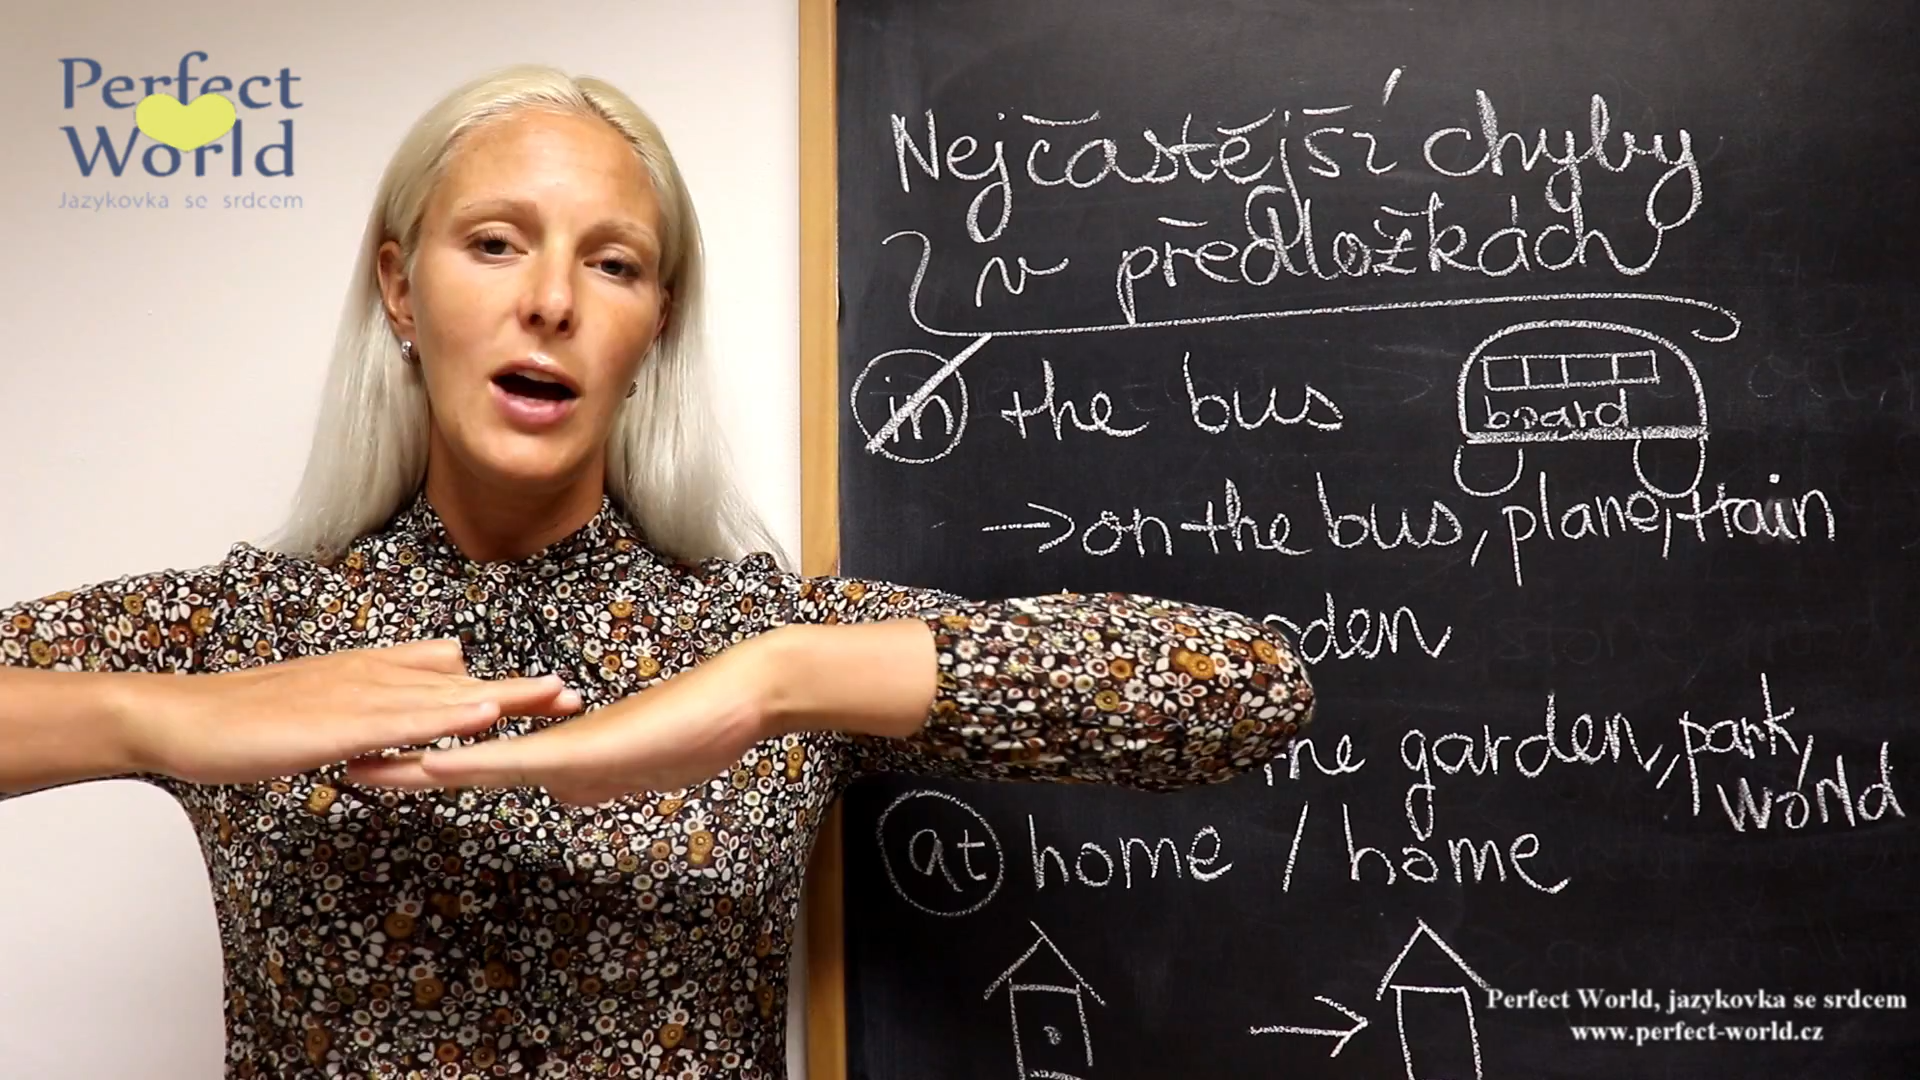 Perfect
World
Jazykovka se srdcem
Nejčastější chyby
v předložkách
in the bus
board
→on the bus, plane, train
the garden, park,
world
at home / home
Perfect World, jazykovka se srdcem
www.perfect-world.cz